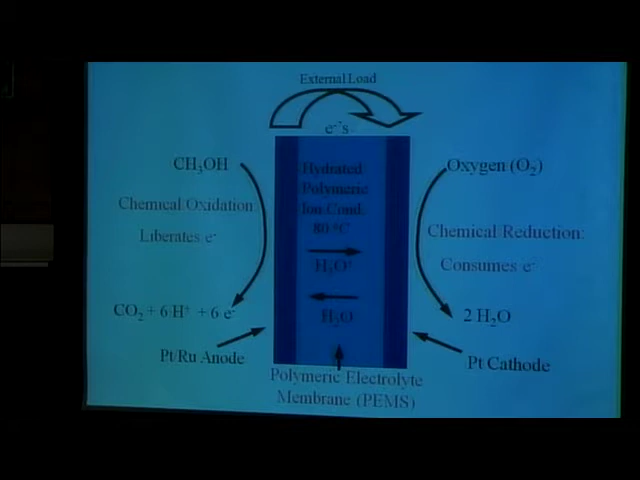 External Load
e⁻'s
CH₃OH
Chemical Oxidation:
Liberates e⁻
CO₂ + 6 H⁺ + 6 e⁻
Pt/Ru Anode
Hydrated
Polymeric
Ion Cond.
80 °C
H₃O⁺
H₂O
Oxygen (O₂)
Chemical Reduction:
Consumes e⁻
2 H₂O
Pt Cathode
Polymeric Electrolyte
Membrane (PEMS)